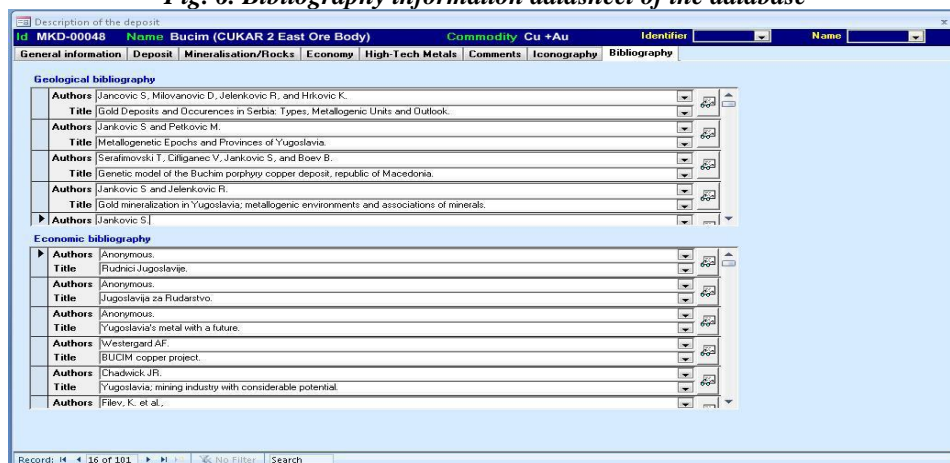 Fig. 6. Bibliography information datasheet of the database
Description of the deposit
Id MKD-00048 Name Bucim (CUKAR 2 East Ore Body) Commodity Cu +Au Identifier Name
General information Deposit Mineralisation/Rocks Economy High-Tech Metals Comments Iconography Bibliography
Geological bibliography
Authors Jancovic S, Milovanovic D, Jelenkovic R, and Hrkovic K.
Title Gold Deposits and Occurences in Serbia: Types, Metallogenic Units and Outlook.
Authors Jankovic S and Petkovic M.
Title Metallogenetic Epochs and Provinces of Yugoslavia.
Authors Serafimovski T, Cifliganec V, Jankovic S, and Boev B.
Title Genetic model of the Buchim porphyry copper deposit, republic of Macedonia.
Authors Jankovic S and Jelenkovic R.
Title Gold mineralization in Yugoslavia; metallogenic environments and associations of minerals.
Authors Jankovic S.
Economic bibliography
Authors Anonymous.
Title Rudnici Jugoslavije.
Authors Anonymous.
Title Jugoslavija za Rudarstvo.
Authors Anonymous.
Title Yugoslavia's metal with a future.
Authors Westergard AF.
Title BUCIM copper project.
Authors Chadwick JR.
Title Yugoslavia; mining industry with considerable potential.
Authors Filev, K. et al.,
Record: 16 of 101 No Filter Search